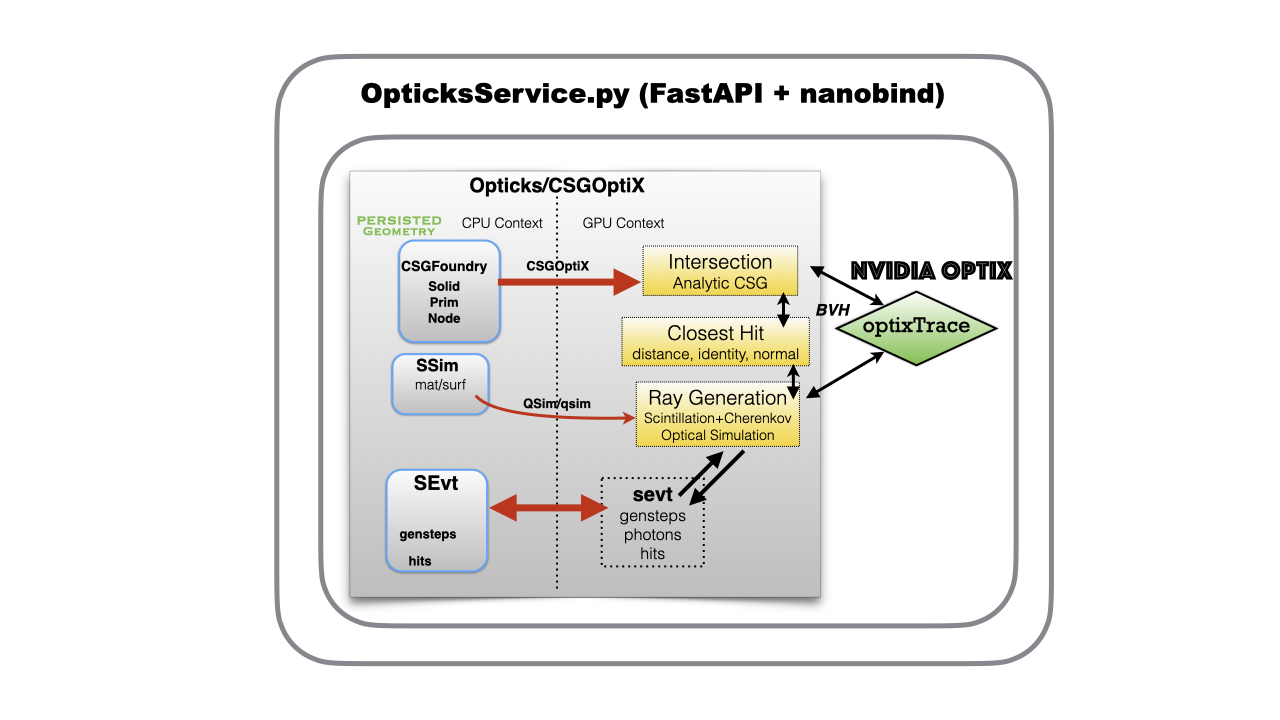 OpticksService.py (FastAPI + nanobind)
Opticks/CSGOptiX
PERSISTED
GEOMETRY
CPU Context
GPU Context
CSGFoundry
Solid
Prim
Node
CSGOptiX
Intersection
Analytic CSG
NVIDIA OPTIX
BVH
optixTrace
Closest Hit
distance, identity, normal
SSim
mat/surf
QSim/qsim
Ray Generation
Scintillation+Cherenkov
Optical Simulation
SEvt
gensteps
hits
sevt
gensteps
photons
hits